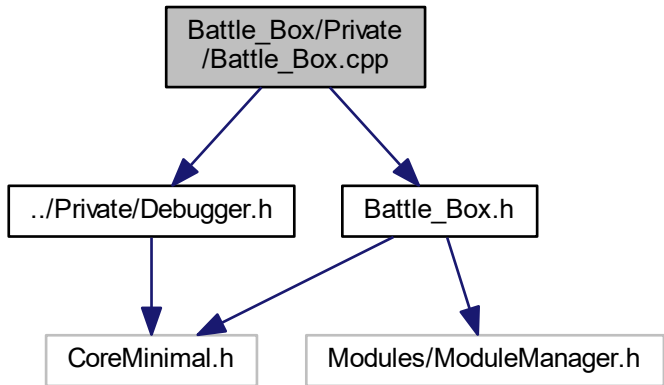 Battle_Box/Private
/Battle_Box.cpp
../Private/Debugger.h
Battle_Box.h
CoreMinimal.h
Modules/ModuleManager.h